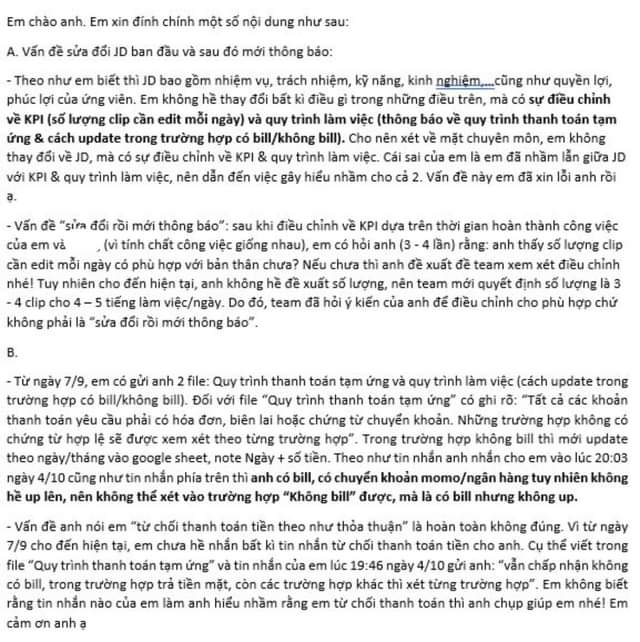 Em chào anh. Em xin đính chính một số nội dung như sau:
A. Vấn đề sửa đổi JD ban đầu và sau đó mới thông báo:
- Theo như em biết thì JD bao gồm nhiệm vụ, trách nhiệm, kỹ năng, kinh nghiệm,...cũng như quyền lợi,
phúc lợi của ứng viên. Em không hề thay đổi bất kì điều gì trong những điều trên, mà có sự điều chỉnh
về KPI (số lượng clip cần edit mỗi ngày) và quy trình làm việc (thông báo về quy trình thanh toán tạm
ứng & cách update trong trường hợp có bill/không bill). Cho nên xét về mặt chuyên môn, em không
thay đổi về JD, mà có sự điều chỉnh về KPI & quy trình làm việc. Cái sai của em là em đã nhầm lẫn giữa JD
với KPI & quy trình làm việc, nên dẫn đến việc gây hiểu nhầm cho cả 2. Vấn đề này em đã xin lỗi anh rồi
ạ.
- Vấn đề "sửa đổi rồi mới thông báo": sau khi điều chỉnh về KPI dựa trên thời gian hoàn thành công việc
của em và , (vì tính chất công việc giống nhau), em có hỏi anh (3 - 4 lần) rằng: anh thấy số lượng clip
cần edit mỗi ngày có phù hợp với bản thân chưa? Nếu chưa thì anh đề xuất để team xem xét điều chỉnh
nhé! Tuy nhiên cho đến hiện tại, anh không hề đề xuất số lượng, nên team mới quyết định số lượng là 3
- 4 clip cho 4 – 5 tiếng làm việc/ngày. Do đó, team đã hỏi ý kiến của anh để điều chỉnh cho phù hợp chứ
không phải là "sửa đổi rồi mới thông báo".
B.
- Từ ngày 7/9, em có gửi anh 2 file: Quy trình thanh toán tạm ứng và quy trình làm việc (cách update trong
trường hợp có bill/không bill). Đối với file "Quy trình thanh toán tạm ứng" có ghi rõ: "Tất cả các khoản
thanh toán yêu cầu phải có hóa đơn, biên lai hoặc chứng từ chuyển khoản. Những trường hợp không có
chứng từ hợp lệ sẽ được xem xét theo từng trường hợp". Trong trường hợp không bill thì mới update
theo ngày/tháng vào google sheet, note Ngày + số tiền. Theo như tin nhắn anh nhắn cho em vào lúc 20:03
ngày 4/10 cũng như tin nhắn phía trên thì anh có bill, có chuyển khoản momo/ngân hàng tuy nhiên không
hề up lên, nên không thể xét vào trường hợp "Không bill" được, mà là có bill nhưng không up.
- Vấn đề anh nói em "từ chối thanh toán tiền theo như thỏa thuận" là hoàn toàn không đúng. Vì từ ngày
7/9 cho đến hiện tại, em chưa hề nhắn bất kì tin nhắn từ chối thanh toán tiền cho anh. Cụ thể viết trong
file "Quy trình thanh toán tạm ứng" và tin nhắn của em lúc 19:46 ngày 4/10 gửi anh: "vẫn chấp nhận không
có bill, trong trường hợp trả tiền mặt, còn các trường hợp khác thì xét từng trường hợp". Em không biết
rằng tin nhắn nào của em làm anh hiểu nhầm rằng em từ chối thanh toán thì anh chụp giúp em nhé! Em
cảm ơn anh ạ